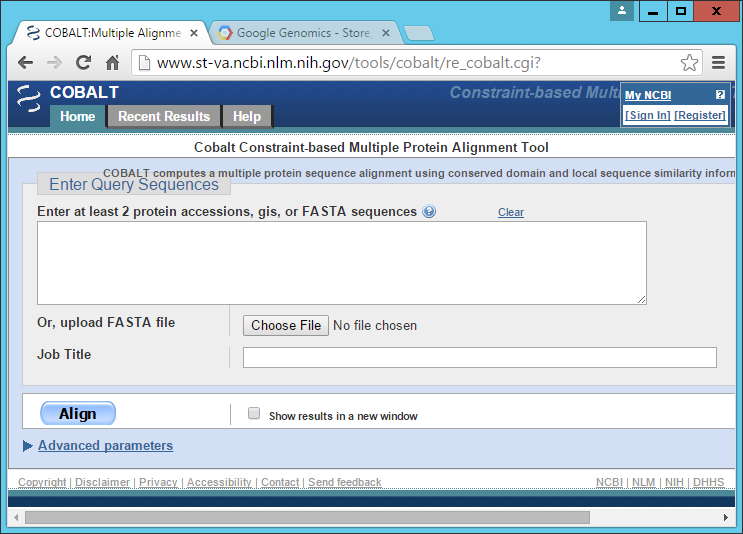 COBALT:Multiple Alignme
Google Genomics - Store,
www.st-va.ncbi.nlm.nih.gov/tools/cobalt/re_cobalt.cgi?
COBALT
Constraint-based Mult
My NCBI ?
[Sign In] [Register]
Home Recent Results Help
Cobalt Constraint-based Multiple Protein Alignment Tool
COBALT computes a multiple protein sequence alignment using conserved domain and local sequence similarity inform
Enter Query Sequences
Enter at least 2 protein accessions, gis, or FASTA sequences ? Clear
Or, upload FASTA file Choose File No file chosen
Job Title
Align Show results in a new window
Advanced parameters
Copyright | Disclaimer | Privacy | Accessibility | Contact | Send feedback NCBI | NLM | NIH | DHHS